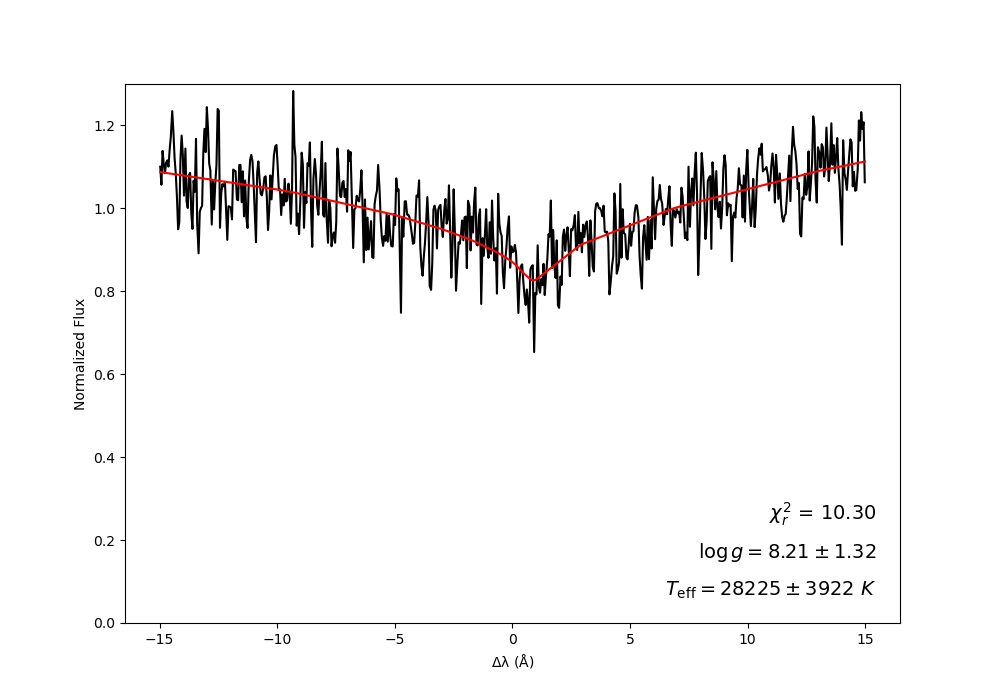 1.2
1.0
0.8
0.6
0.4
0.2
0.0
Normalized Flux
χ²ᵣ = 10.30
log g = 8.21 ± 1.32
T_eff = 28225 ± 3922 K
−15 −10 −5 0 5 10 15
Δλ (Å)